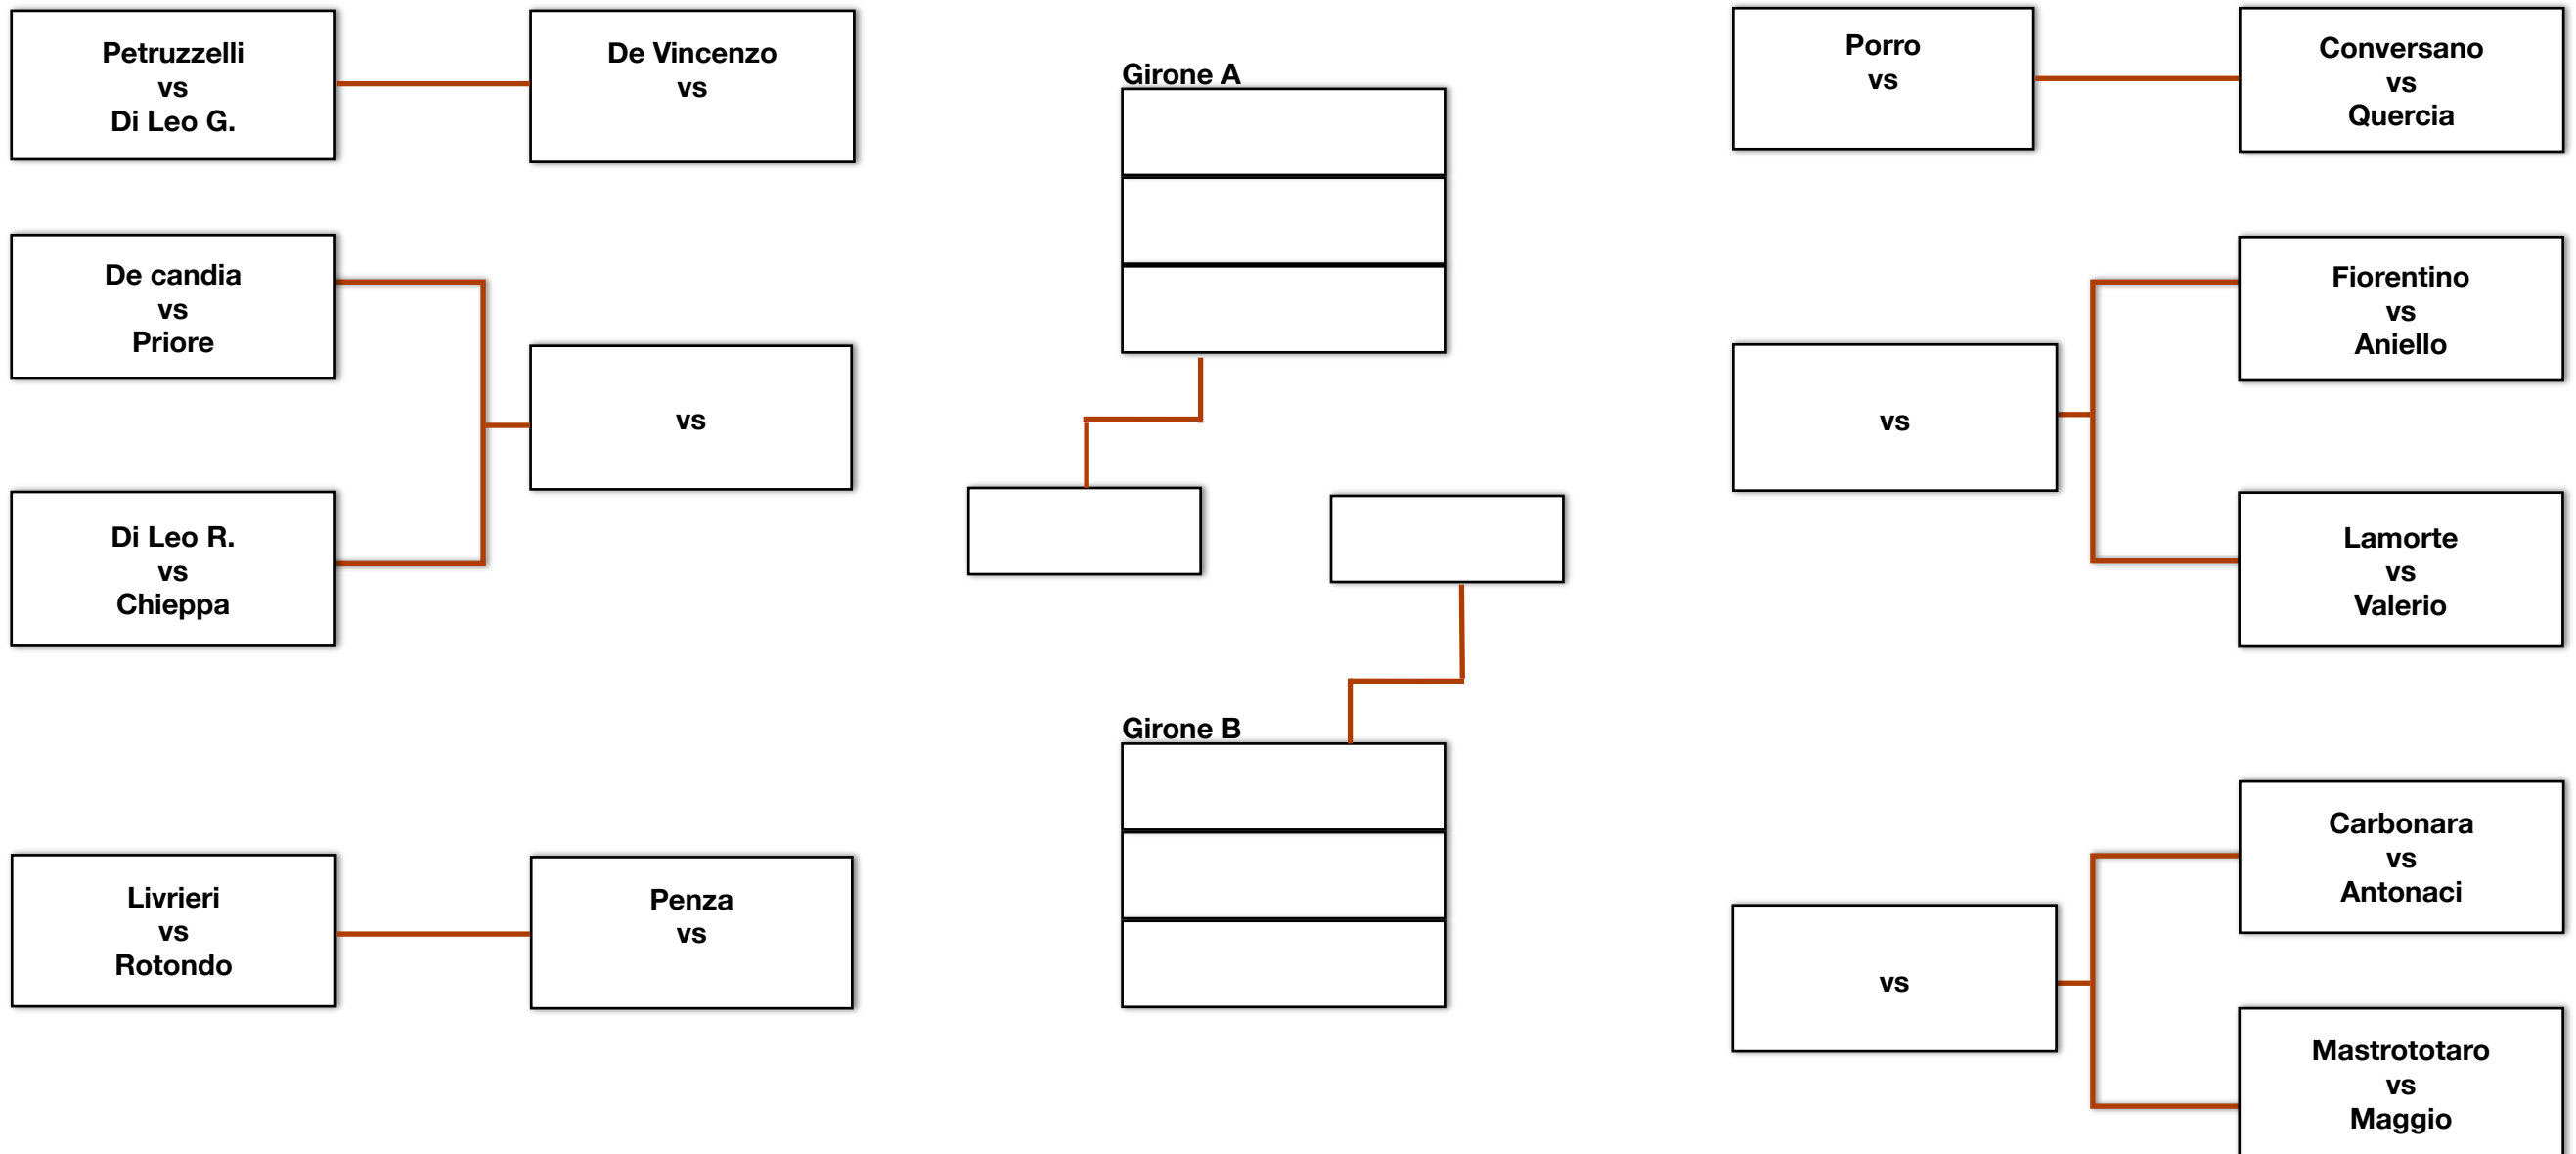 Petruzzelli
vs
Di Leo G.
De Vincenzo
vs
De candia
vs
Priore
Di Leo R.
vs
Chieppa
vs
Livrieri
vs
Rotondo
Penza
vs
Girone A
Girone B
Porro
vs
Conversano
vs
Quercia
vs
Fiorentino
vs
Aniello
Lamorte
vs
Valerio
vs
Carbonara
vs
Antonaci
Mastrototaro
vs
Maggio